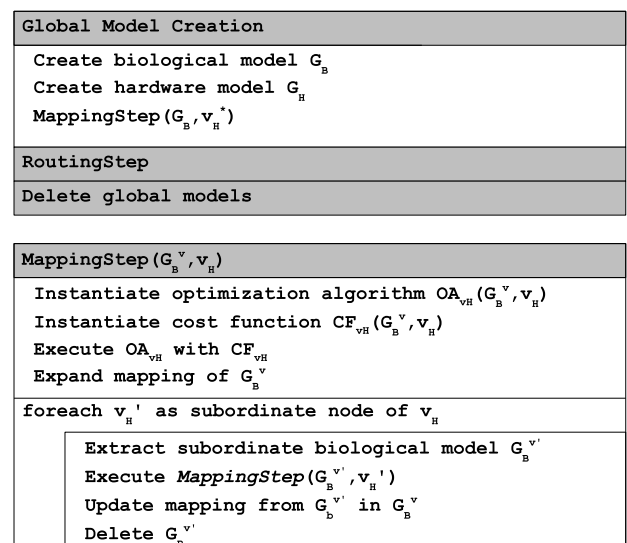 Global Model Creation
Create biological model G_B
Create hardware model G_H
MappingStep(G_B,v_H^*)
RoutingStep
Delete global models
MappingStep(G_B^v,v_H)
Instantiate optimization algorithm OA_vH(G_B^v,v_H)
Instantiate cost function CF_vH(G_B^v,v_H)
Execute OA_vH with CF_vH
Expand mapping of G_B^v
foreach v_H' as subordinate node of v_H
Extract subordinate biological model G_B^v'
Execute MappingStep(G_B^v',v_H')
Update mapping from G_b^v' in G_B^v
Delete G_B^v'